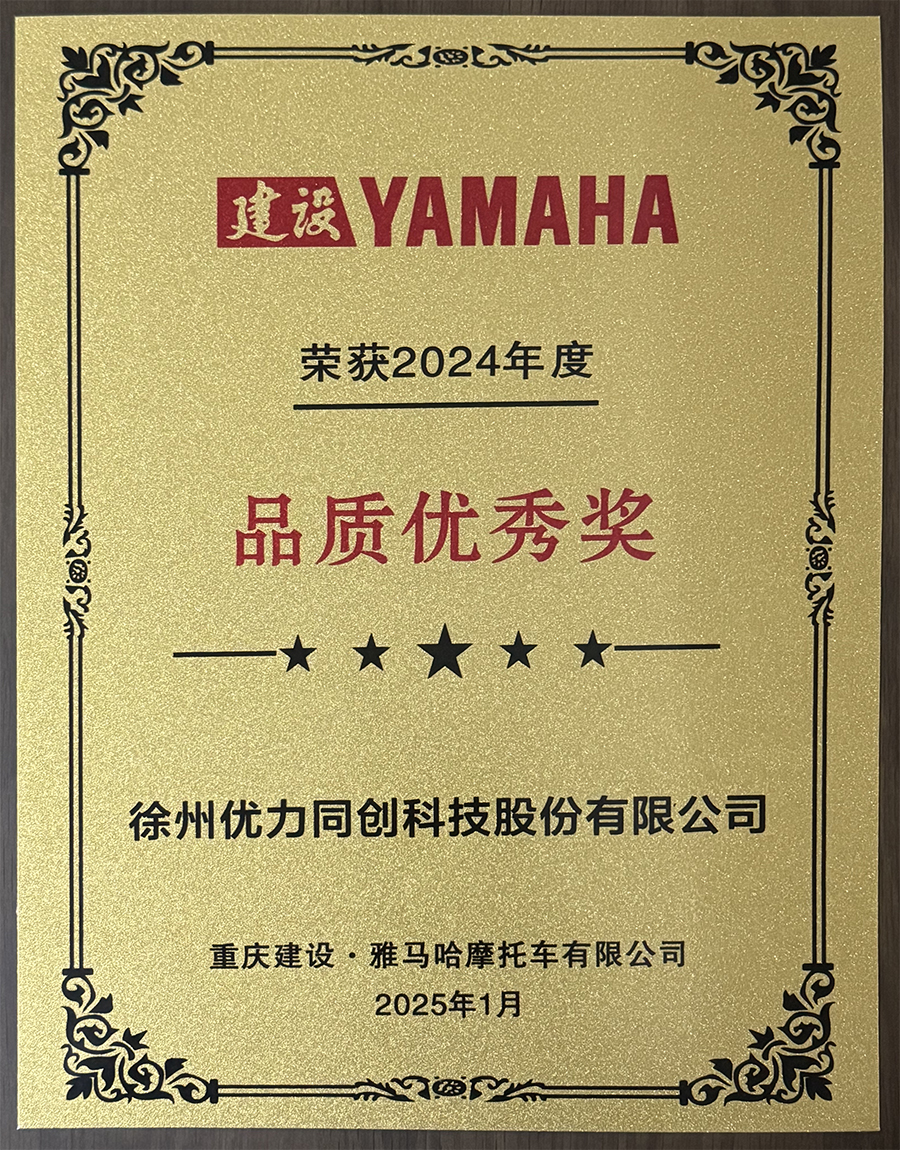 建设YAMAHA
荣获2024年度
品质优秀奖
徐州优力同创科技股份有限公司
重庆建设·雅马哈摩托车有限公司
2025年1月